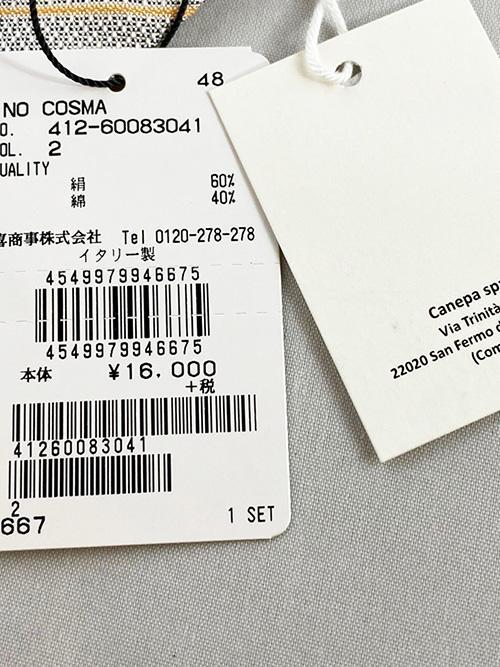 48
NO COSMA
O. 412-60083041
OL. 2
UALITY
絹 60%
綿 40%
喜商事株式会社 Tel 0120-278-278
イタリー製
4549979946675
4549979946675
本体 ¥16,000
+税
41260083041
2
667 1 SET
Canepa sp
Via Trinità
22020 San Fermo d
(Com